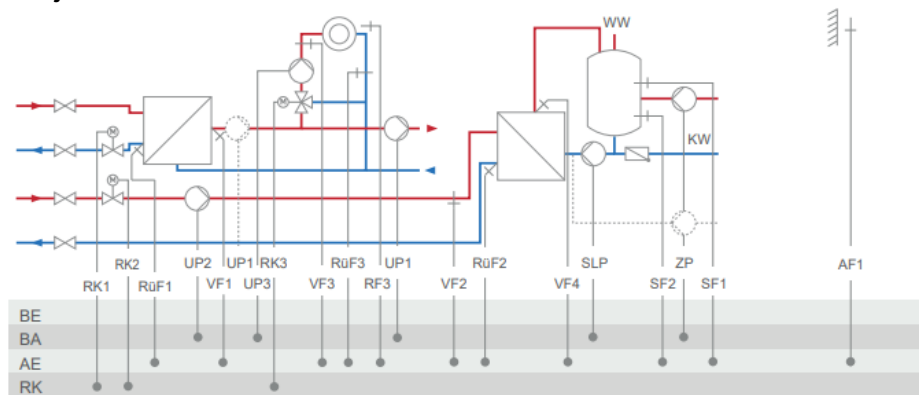 WW
M
M
M
KW
RK2 UP2 UP1 RK3 RüF3 UP1 RüF2 SLP ZP
RK1 RüF1 VF1 UP3 VF3 RF3 VF2 VF4 SF2 SF1 AF1
BE
BA
AE
RK